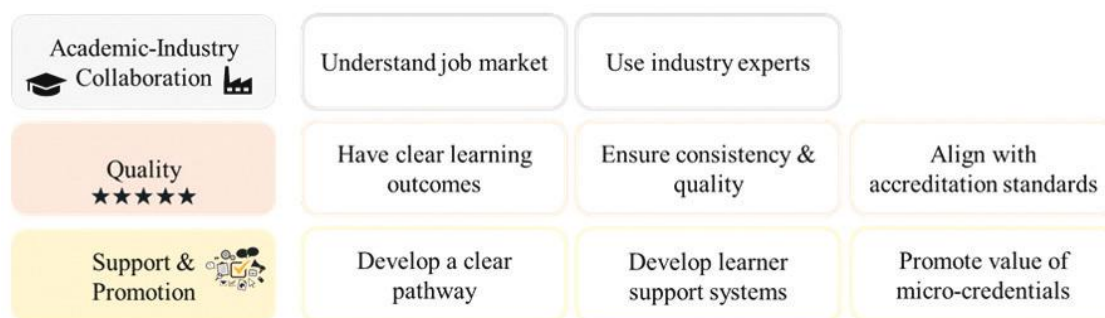 Academic-Industry
Collaboration
Understand job market
Use industry experts
Quality
Have clear learning
outcomes
Ensure consistency &
quality
Align with
accreditation standards
Support &
Promotion
Develop a clear
pathway
Develop learner
support systems
Promote value of
micro-credentials